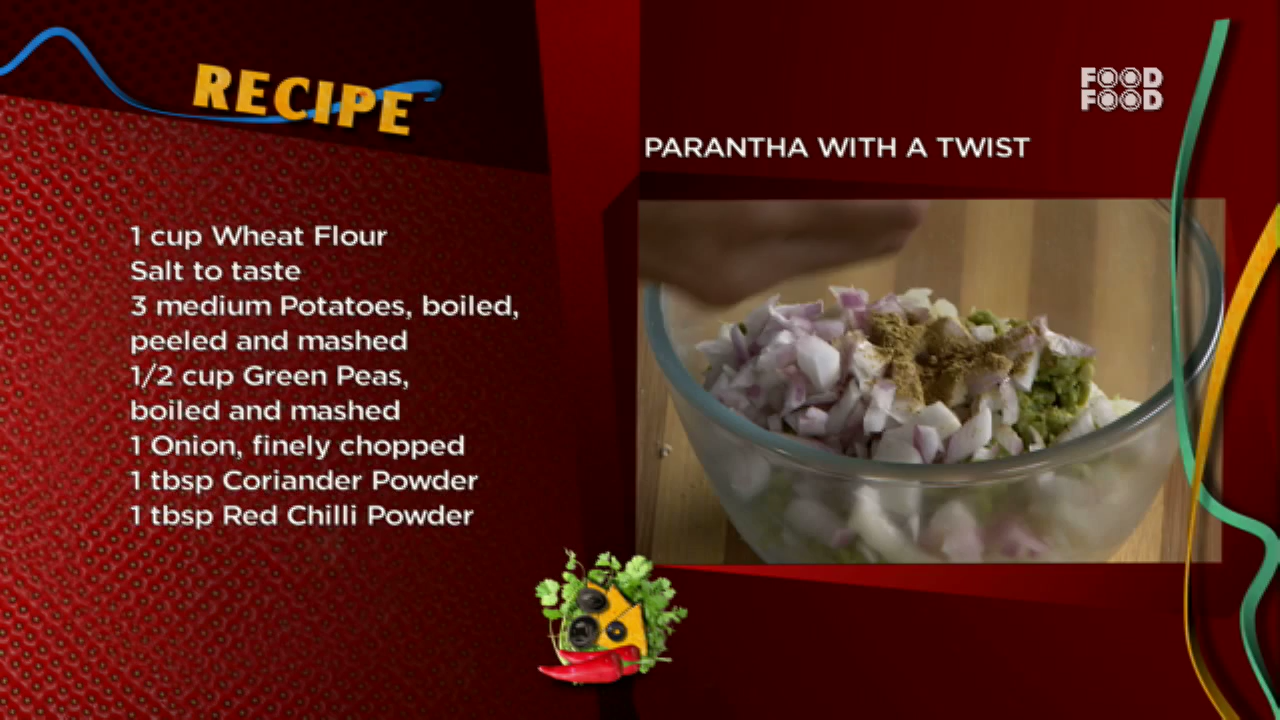 RECIPE
FOOD
FOOD
PARANTHA WITH A TWIST
1 cup Wheat Flour
Salt to taste
3 medium Potatoes, boiled,
peeled and mashed
1/2 cup Green Peas,
boiled and mashed
1 Onion, finely chopped
1 tbsp Coriander Powder
1 tbsp Red Chilli Powder